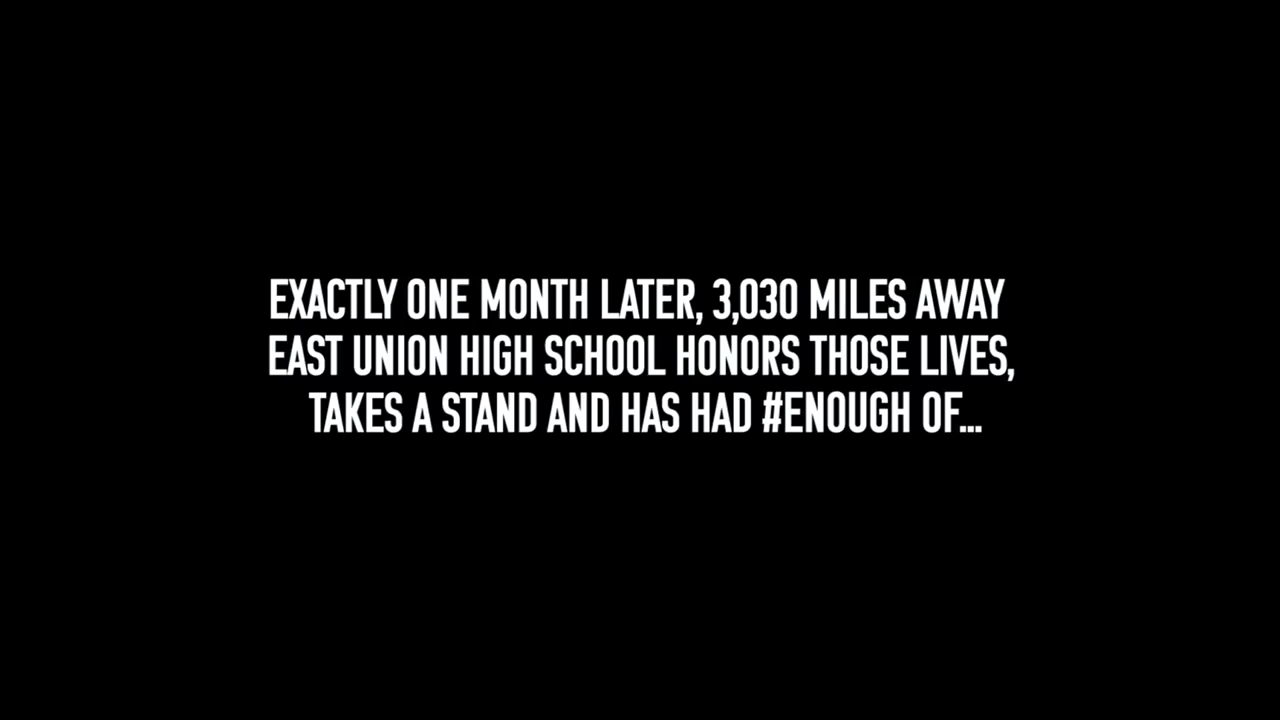 EXACTLY ONE MONTH LATER, 3,030 MILES AWAY
EAST UNION HIGH SCHOOL HONORS THOSE LIVES,
TAKES A STAND AND HAS HAD #ENOUGH OF...